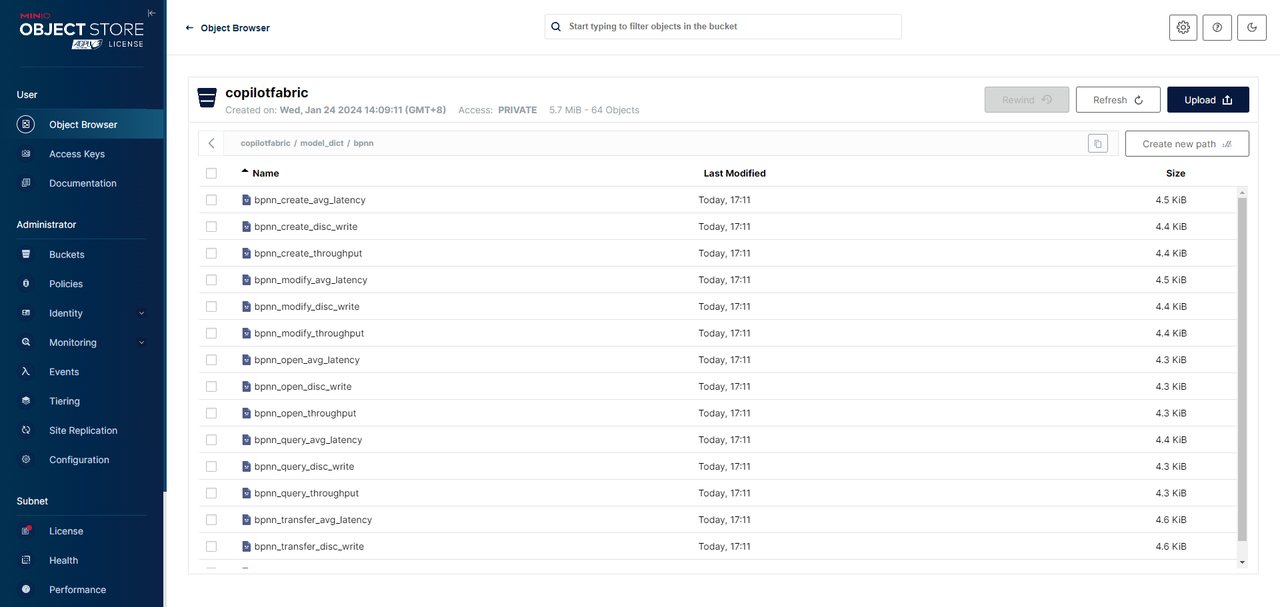 MINIO
OBJECT STORE
AGPLv3 LICENSE
User
Object Browser
Access Keys
Documentation
Administrator
Buckets
Policies
Identity
Monitoring
Events
Tiering
Site Replication
Configuration
Subnet
License
Health
Performance
Object Browser
Start typing to filter objects in the bucket
copilotfabric
Created on: Wed, Jan 24 2024 14:09:11 (GMT+8) Access: PRIVATE 5.7 MiB - 64 Objects
Rewind Refresh Upload
copilotfabric / model_dict / bpnn
Create new path
Name Last Modified Size
bpnn_create_avg_latency Today, 17:11 4.5 KiB
bpnn_create_disc_write Today, 17:11 4.4 KiB
bpnn_create_throughput Today, 17:11 4.4 KiB
bpnn_modify_avg_latency Today, 17:11 4.5 KiB
bpnn_modify_disc_write Today, 17:11 4.4 KiB
bpnn_modify_throughput Today, 17:11 4.4 KiB
bpnn_open_avg_latency Today, 17:11 4.3 KiB
bpnn_open_disc_write Today, 17:11 4.3 KiB
bpnn_open_throughput Today, 17:11 4.3 KiB
bpnn_query_avg_latency Today, 17:11 4.4 KiB
bpnn_query_disc_write Today, 17:11 4.3 KiB
bpnn_query_throughput Today, 17:11 4.3 KiB
bpnn_transfer_avg_latency Today, 17:11 4.6 KiB
bpnn_transfer_disc_write Today, 17:11 4.6 KiB